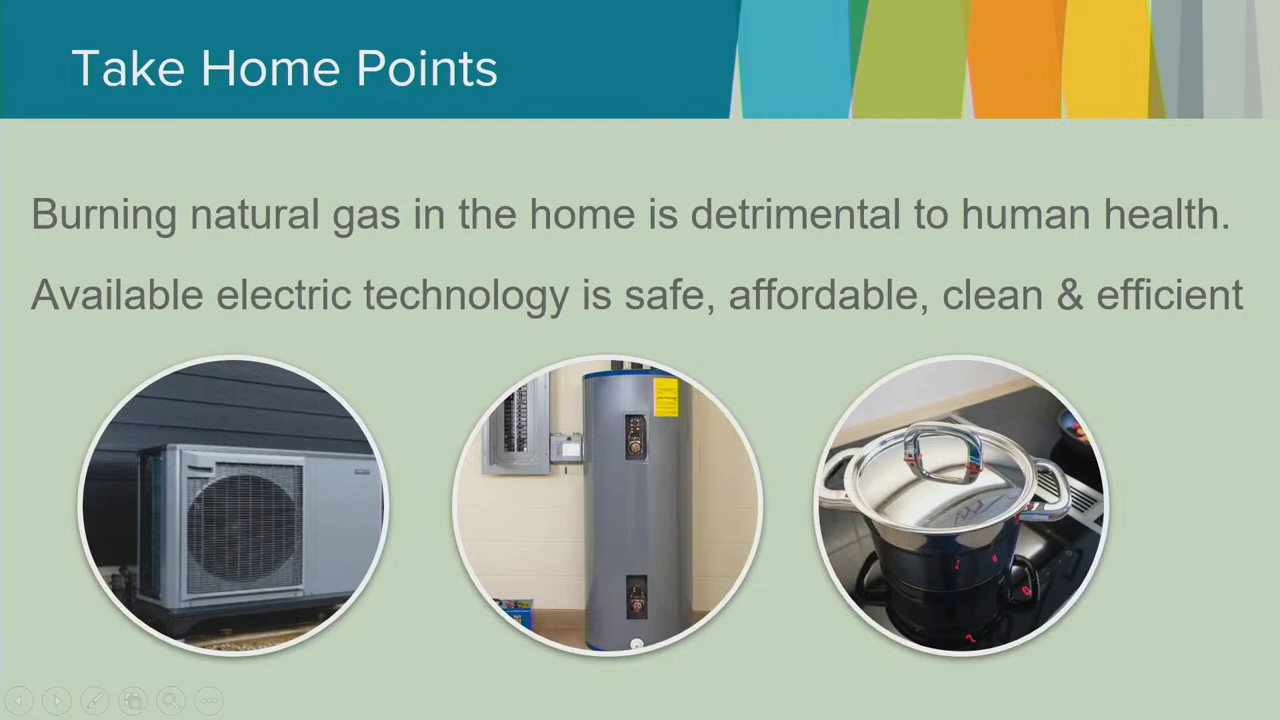 Take Home Points
Burning natural gas in the home is detrimental to human health.
Available electric technology is safe, affordable, clean & efficient